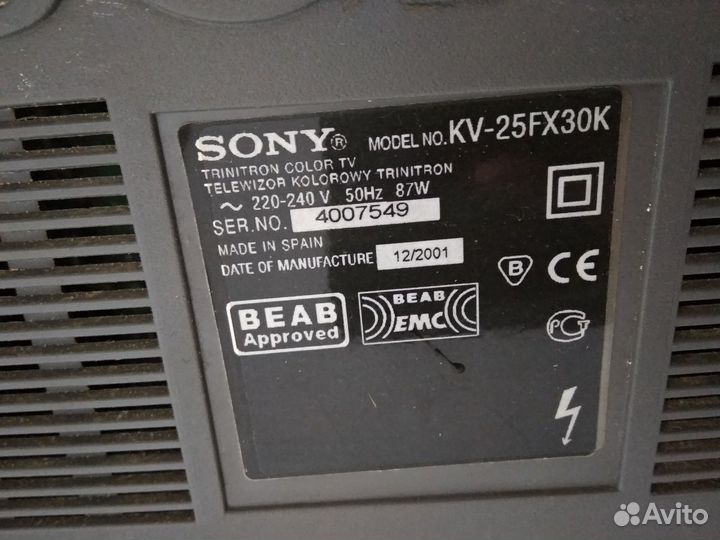 SONY® MODEL NO. KV-25FX30K
TRINITRON COLOR TV
TELEWIZOR KOLOROWY TRINITRON
~ 220-240 V 50Hz 87W
SER.NO. 4007549
MADE IN SPAIN
DATE OF MANUFACTURE 12/2001
B CE
BEAB
Approved
BEAB
EMC
PCT
Avito